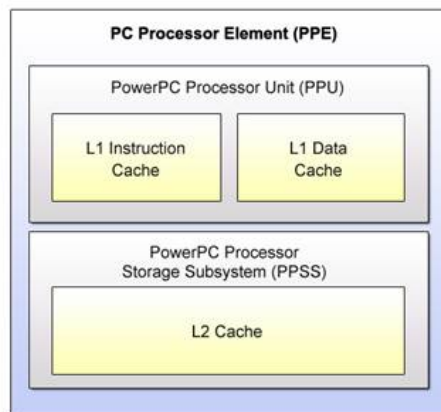 PC Processor Element (PPE)
PowerPC Processor Unit (PPU)
L1 Instruction
Cache
L1 Data
Cache
PowerPC Processor
Storage Subsystem (PPSS)
L2 Cache